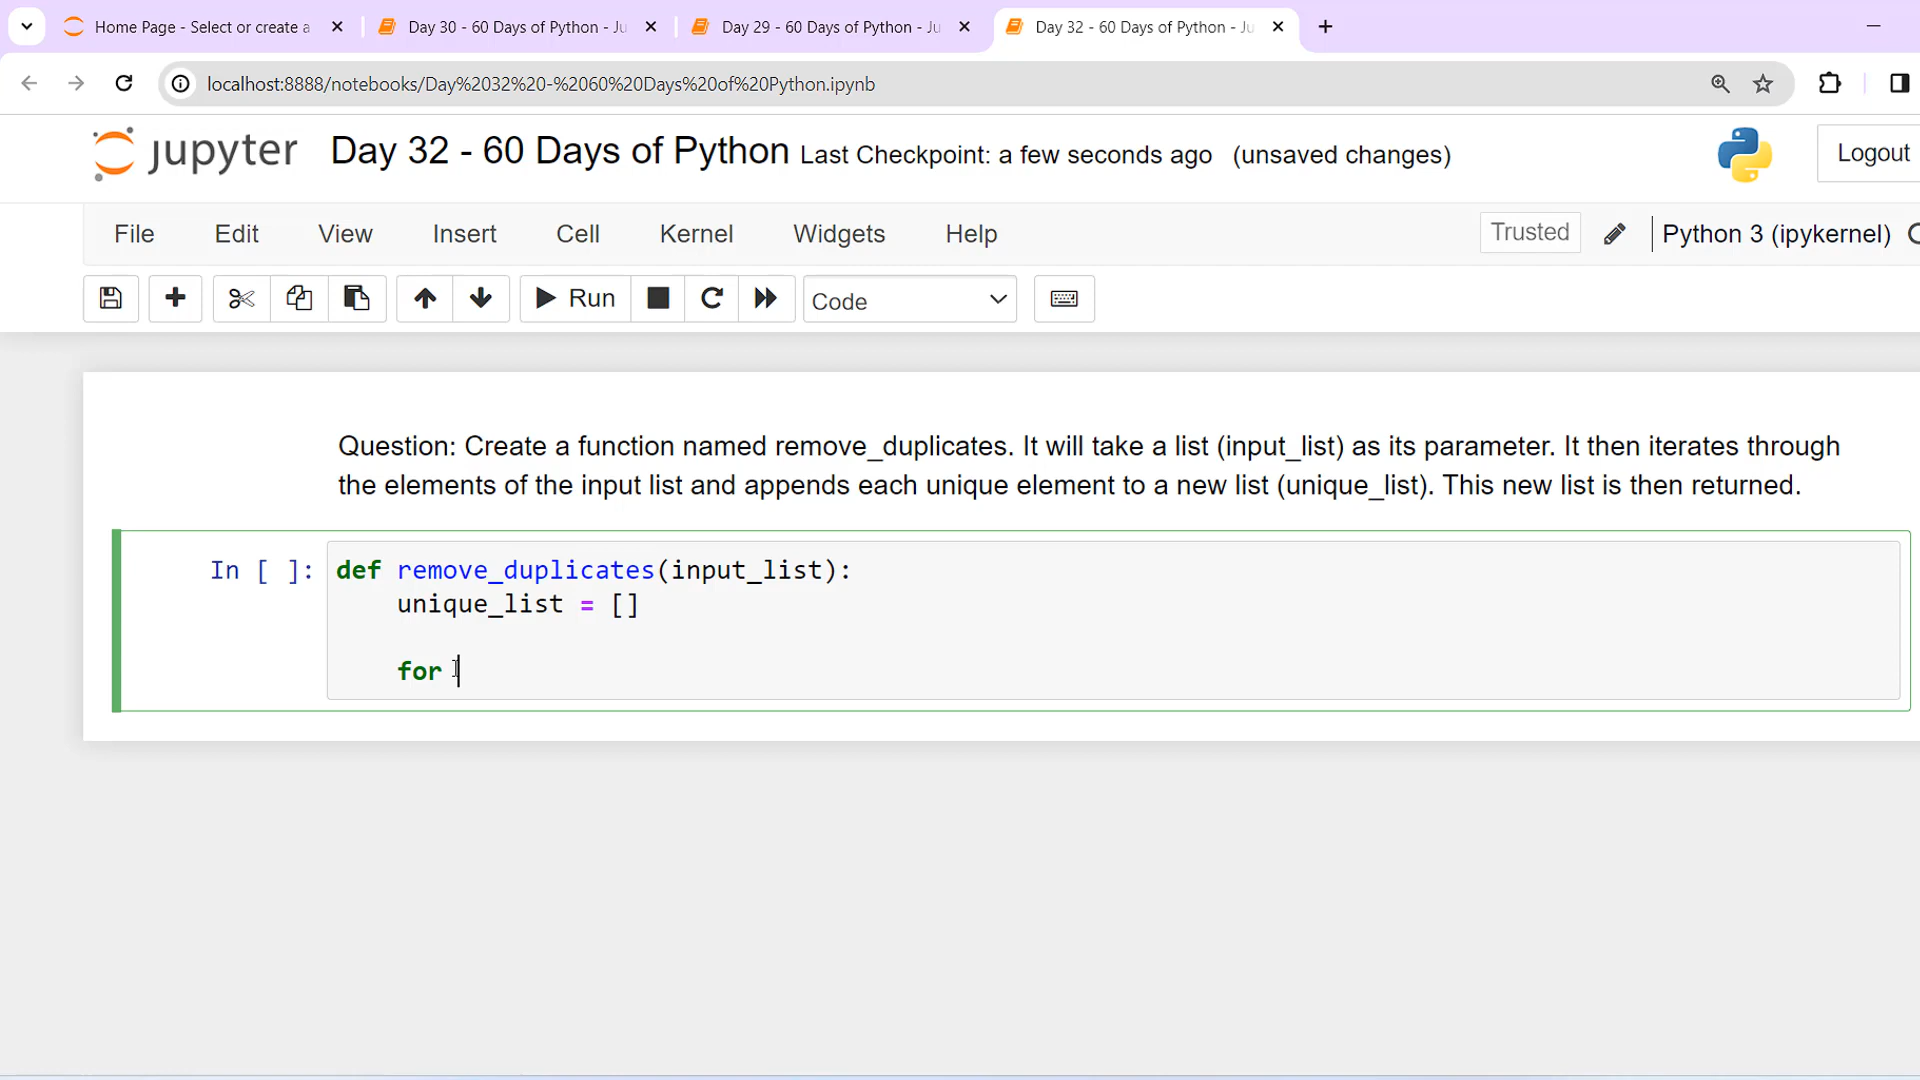 Home Page - Select or create a
Day 30 - 60 Days of Python - Ju
Day 29 - 60 Days of Python - Ju
Day 32 - 60 Days of Python - Ju
localhost:8888/notebooks/Day%2032%20-%2060%20Days%20of%20Python.ipynb
jupyter Day 32 - 60 Days of Python Last Checkpoint: a few seconds ago (unsaved changes)
Logout
File Edit View Insert Cell Kernel Widgets Help
Trusted
Python 3 (ipykernel)
Run
Code
Question: Create a function named remove_duplicates. It will take a list (input_list) as its parameter. It then iterates through
the elements of the input list and appends each unique element to a new list (unique_list). This new list is then returned.
In [ ]: def remove_duplicates(input_list):
    unique_list = []
    for